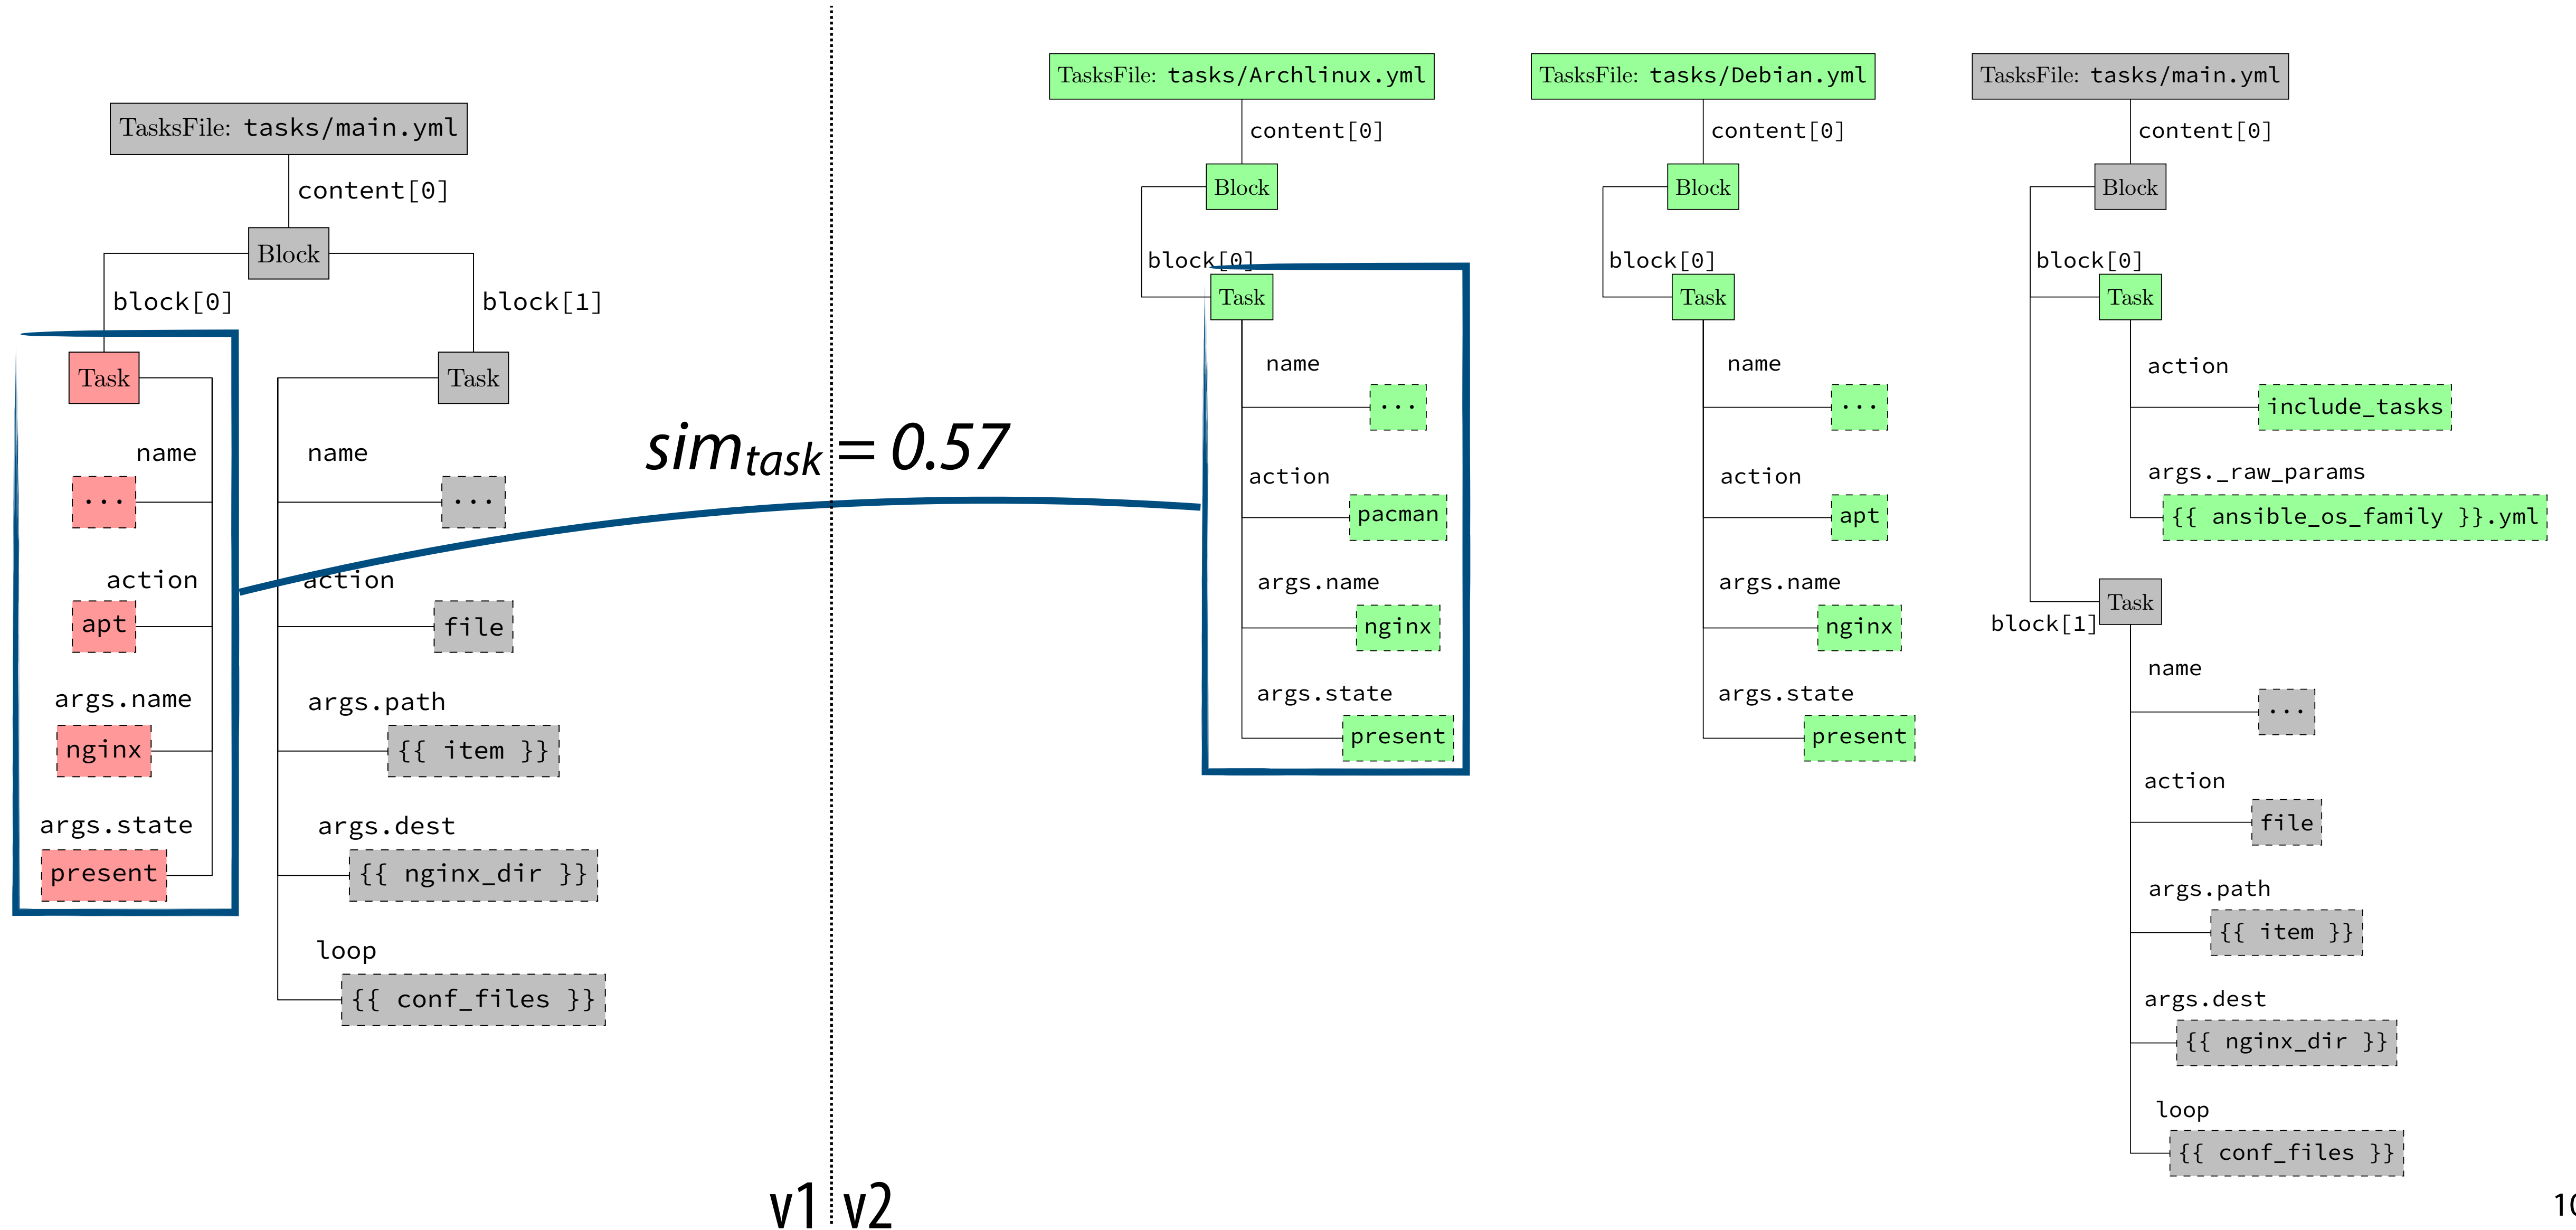 TasksFile: tasks/main.yml
content[0]
Block
block[0]
block[1]
Task
Task
name
name
...
...
action
action
apt
file
args.name
args.path
nginx
{{ item }}
args.state
args.dest
present
{{ nginx_dir }}
loop
{{ conf_files }}
simtask = 0.57
v1 v2
TasksFile: tasks/Archlinux.yml
content[0]
Block
block[0]
Task
name
...
action
pacman
args.name
nginx
args.state
present
TasksFile: tasks/Debian.yml
content[0]
Block
block[0]
Task
name
...
action
apt
args.name
nginx
args.state
present
TasksFile: tasks/main.yml
content[0]
Block
block[0]
Task
action
include_tasks
args._raw_params
{{ ansible_os_family }}.yml
Task
block[1]
name
...
action
file
args.path
{{ item }}
args.dest
{{ nginx_dir }}
loop
{{ conf_files }}